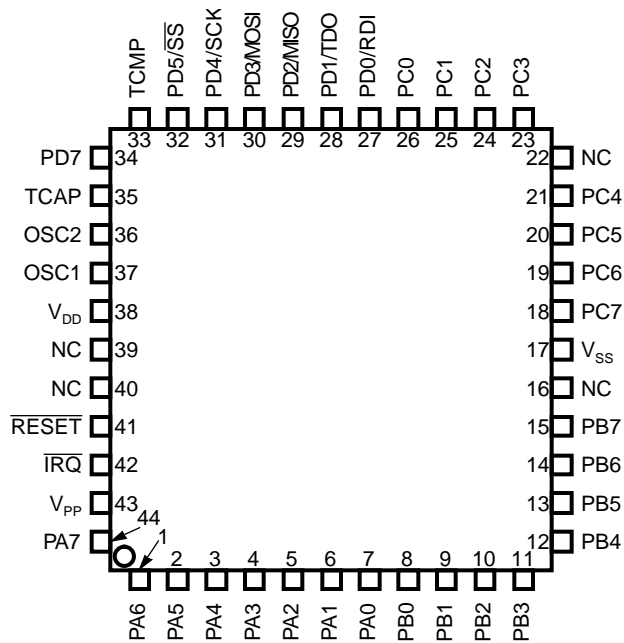 TCMP
PD5/S̅S̅
PD4/SCK
PD3/MOSI
PD2/MISO
PD1/TDO
PD0/RDI
PC0
PC1
PC2
PC3
33 32 31 30 29 28 27 26 25 24 23
PD7 34
TCAP 35
OSC2 36
OSC1 37
VDD 38
NC 39
NC 40
R̅E̅S̅E̅T̅ 41
I̅R̅Q̅ 42
VPP 43
PA7 44
22 NC
21 PC4
20 PC5
19 PC6
18 PC7
17 VSS
16 NC
15 PB7
14 PB6
13 PB5
12 PB4
1 2 3 4 5 6 7 8 9 10 11
PA6
PA5
PA4
PA3
PA2
PA1
PA0
PB0
PB1
PB2
PB3